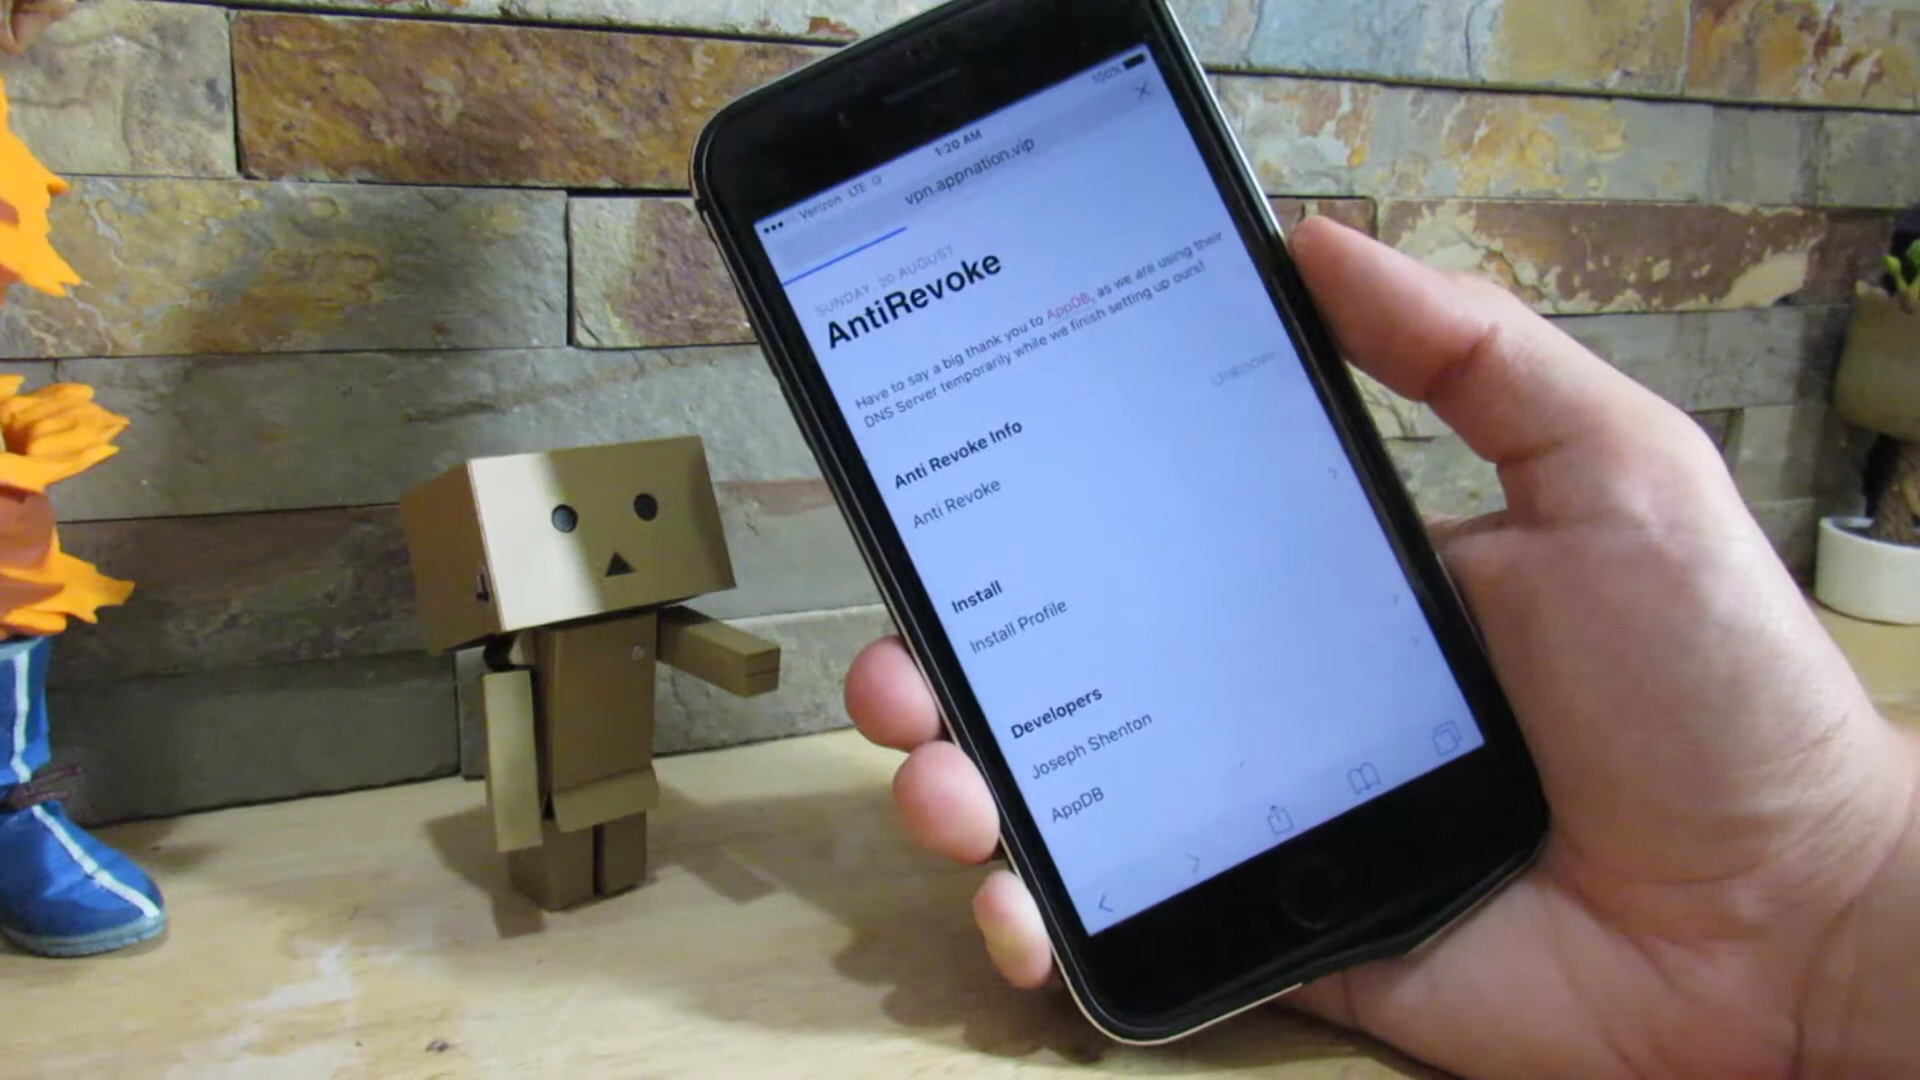 Verizon LTE 1:20 AM 100%
vpn.appnation.vip
SUNDAY, 20 AUGUST
AntiRevoke
Have to say a big thank you to AppDB, as we are using their
DNS Server temporarily while we finish setting up ours!
Anti Revoke Info
Anti Revoke Unknown
Install
Install Profile
Developers
Joseph Shenton
AppDB